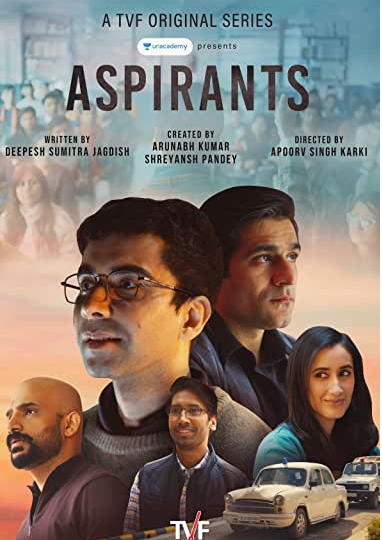 A TVF ORIGINAL SERIES
unacademy presents
ASPIRANTS
WRITTEN BY
DEEPESH SUMITRA JAGDISH
CREATED BY
ARUNABH KUMAR
SHREYANSH PANDEY
DIRECTED BY
APOORV SINGH KARKI
TVF